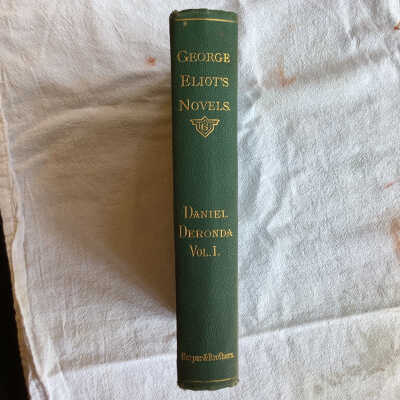 GEORGE
ELIOT'S
NOVELS.
DANIEL
DERONDA
VOL. I.
Harper & Brothers.